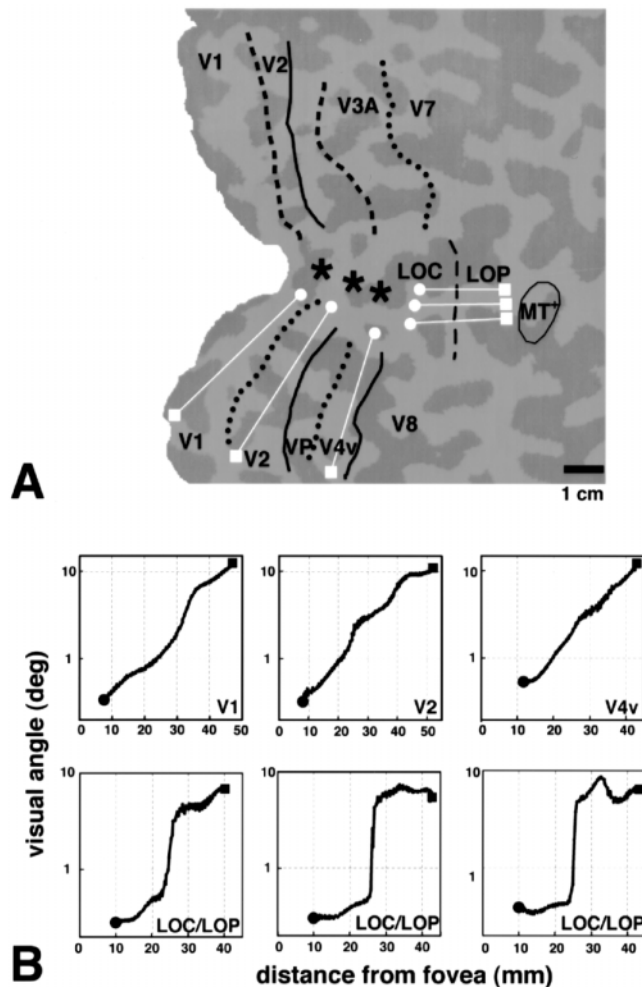 V1 V2
V3A V7
* * *
LOC LOP
MT+
V1 V2 VP V4v V8
A
1 cm
visual angle (deg)
10
1
0 10 20 30 40 50
V1
10
1
0 10 20 30 40 50
V2
10
1
0 10 20 30 40
V4v
10
1
0 10 20 30 40
LOC/LOP
10
1
0 10 20 30 40
LOC/LOP
10
1
0 10 20 30 40
LOC/LOP
B
distance from fovea (mm)